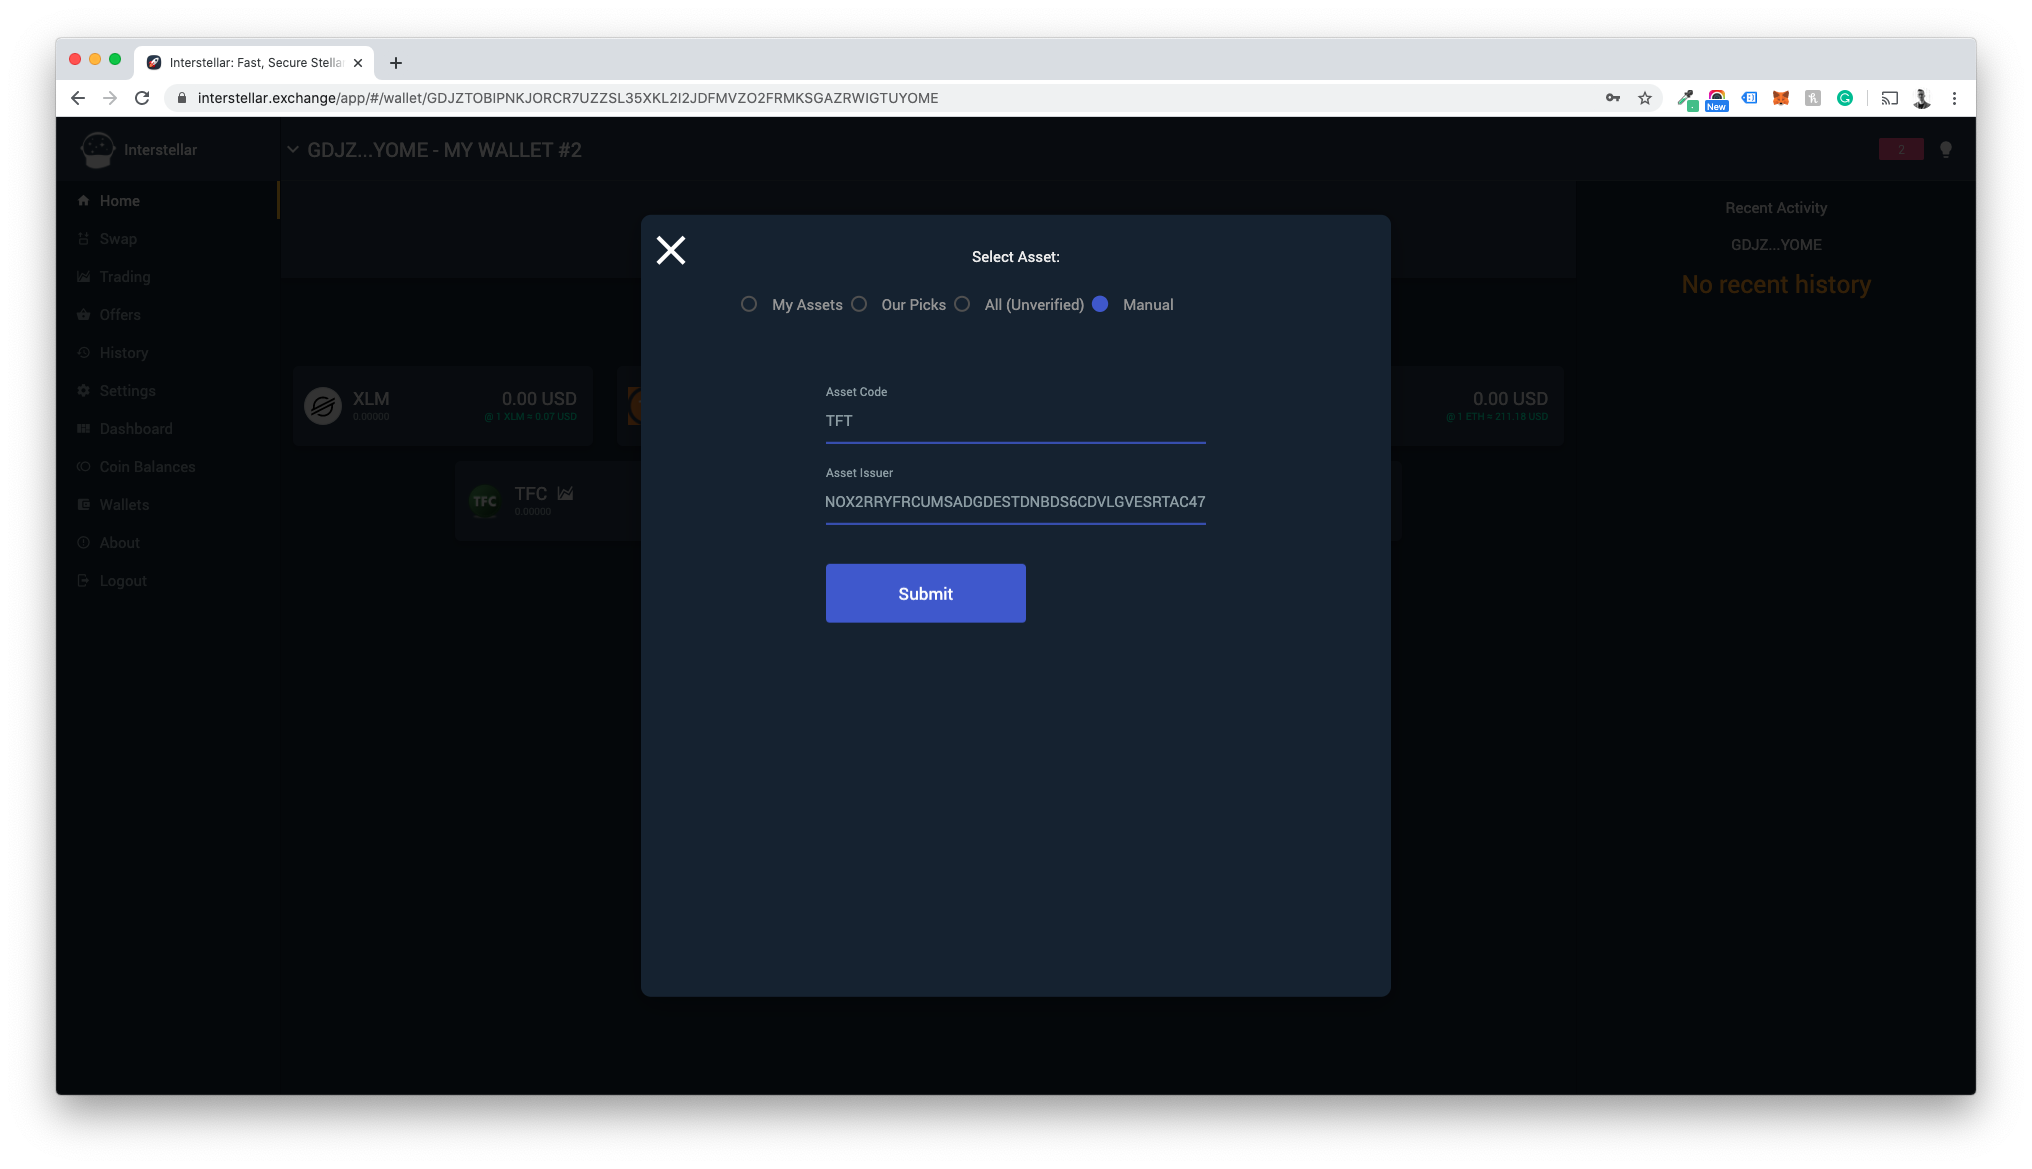 Interstellar: Fast, Secure Stella
interstellar.exchange/app/#/wallet/GDJZTOBIPNKJORCR7UZZSL35XKL2I2JDFMVZO2FRMKSGAZRWIGTUYOME
New
Interstellar
GDJZ...YOME - MY WALLET #2
2
Home
Swap
Trading
Offers
History
Settings
Dashboard
Coin Balances
Wallets
About
Logout
Recent Activity
GDJZ...YOME
No recent history
XLM
0.00000
0.00 USD
@ 1 XLM = 0.07 USD
0.00 USD
@ 1 ETH = 211.18 USD
TFC
TFC
0.00000
Select Asset:
My Assets
Our Picks
All (Unverified)
Manual
Asset Code
TFT
Asset Issuer
NOX2RRYFRCUMSADGDESTDNBDS6CDVLGVESRTAC47
Submit